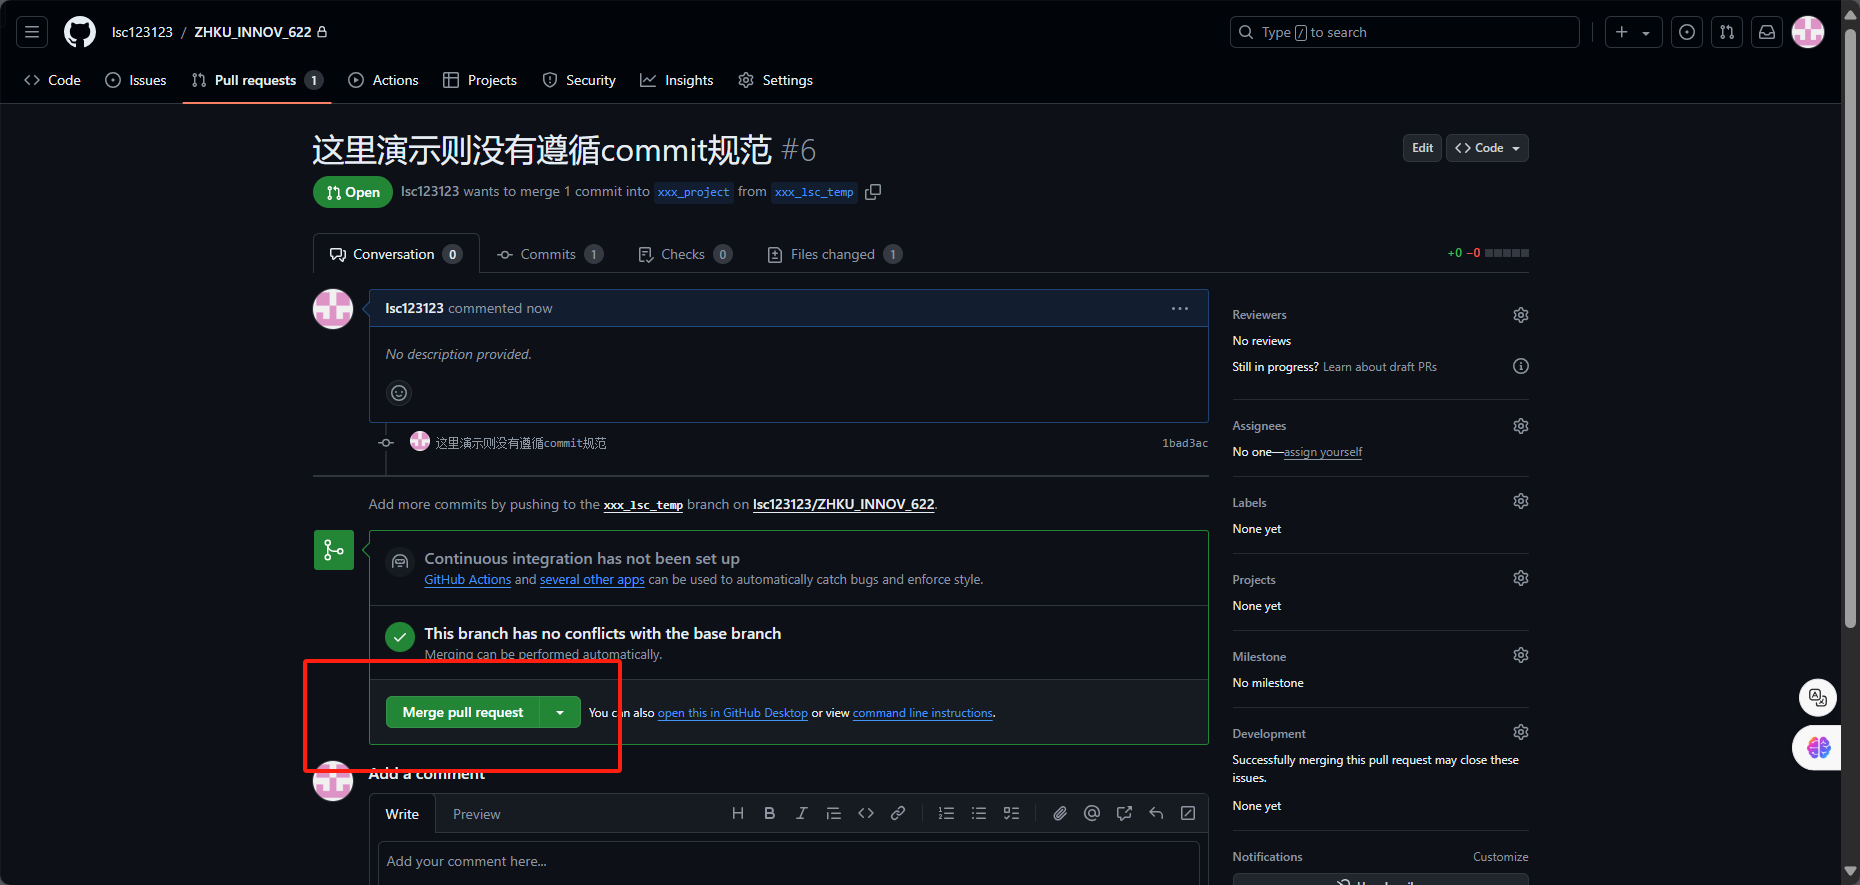 lsc123123 / ZHKU_INNOV_622
Type / to search
Code
Issues
Pull requests 1
Actions
Projects
Security
Insights
Settings
这里演示则没有遵循commit规范 #6
Edit
Code
Open
lsc123123 wants to merge 1 commit into xxx_project from xxx_lsc_temp
Conversation 0
Commits 1
Checks 0
Files changed 1
+0 −0
lsc123123 commented now
No description provided.
这里演示则没有遵循commit规范
1bad3ac
Add more commits by pushing to the xxx_lsc_temp branch on lsc123123/ZHKU_INNOV_622.
Continuous integration has not been set up
GitHub Actions and several other apps can be used to automatically catch bugs and enforce style.
This branch has no conflicts with the base branch
Merging can be performed automatically.
Merge pull request
You can also open this in GitHub Desktop or view command line instructions.
Add a comment
Write
Preview
Add your comment here...
Reviewers
No reviews
Still in progress? Learn about draft PRs
Assignees
No one—assign yourself
Labels
None yet
Projects
None yet
Milestone
No milestone
Development
Successfully merging this pull request may close these
issues.
None yet
Notifications
Customize